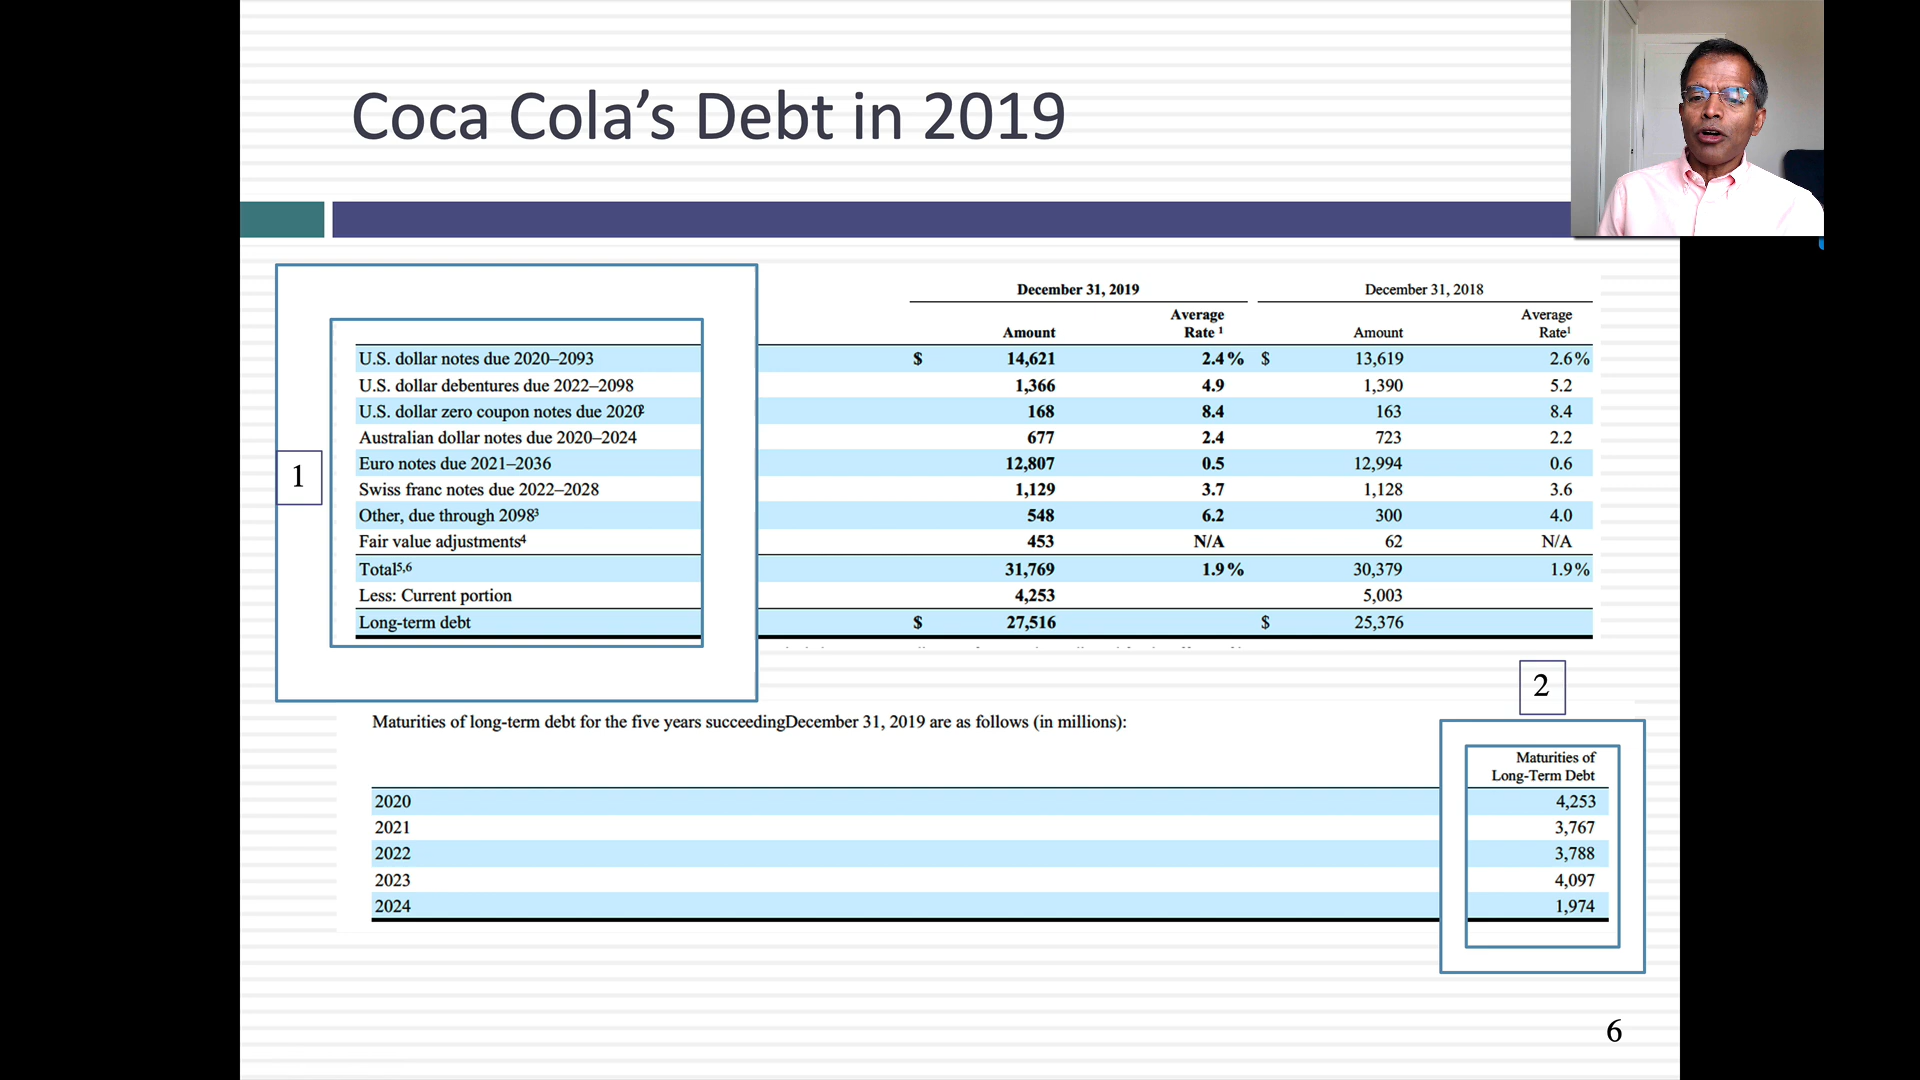 Coca Cola’s Debt in 2019
December 31, 2019 December 31, 2018
Amount Average Rate ¹ Amount Average Rate¹
U.S. dollar notes due 2020–2093 $ 14,621 2.4% $ 13,619 2.6%
U.S. dollar debentures due 2022–2098 1,366 4.9 1,390 5.2
U.S. dollar zero coupon notes due 2020² 168 8.4 163 8.4
Australian dollar notes due 2020–2024 677 2.4 723 2.2
Euro notes due 2021–2036 12,807 0.5 12,994 0.6
Swiss franc notes due 2022–2028 1,129 3.7 1,128 3.6
Other, due through 2098³ 548 6.2 300 4.0
Fair value adjustments⁴ 453 N/A 62 N/A
Total⁵,⁶ 31,769 1.9% 30,379 1.9%
Less: Current portion 4,253 5,003
Long-term debt $ 27,516 $ 25,376
1
2
Maturities of long-term debt for the five years succeedingDecember 31, 2019 are as follows (in millions):
Maturities of
Long-Term Debt
2020 4,253
2021 3,767
2022 3,788
2023 4,097
2024 1,974
6